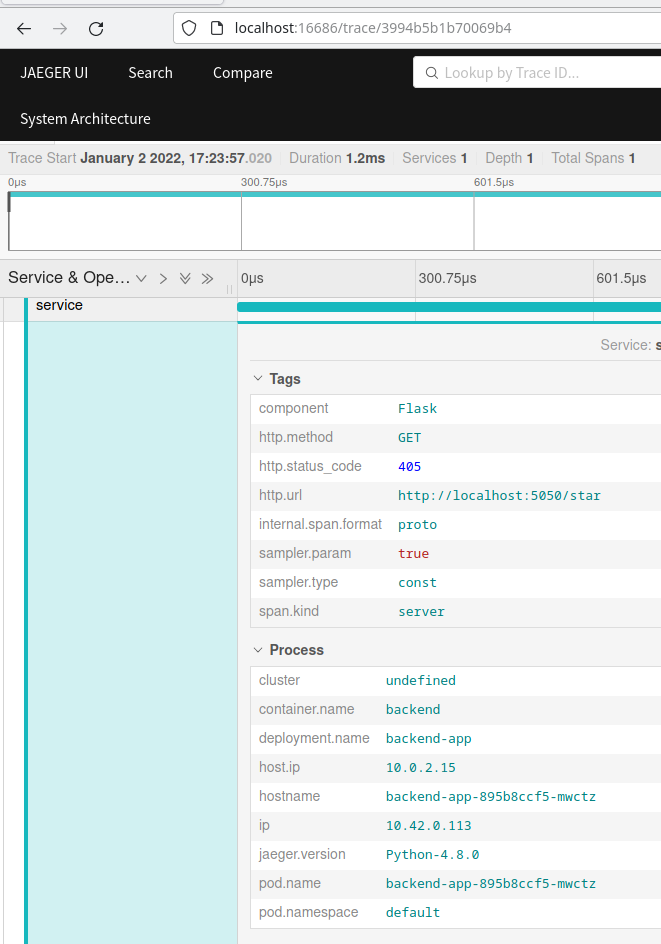 localhost:16686/trace/3994b5b1b70069b4
JAEGER UI Search Compare Lookup by Trace ID...
System Architecture
Trace Start January 2 2022, 17:23:57.020 Duration 1.2ms Services 1 Depth 1 Total Spans 1
0μs 300.75μs 601.5μs
Service & Ope... 0μs 300.75μs 601.5μs
service
Service: s
Tags
component Flask
http.method GET
http.status_code 405
http.url http://localhost:5050/star
internal.span.format proto
sampler.param true
sampler.type const
span.kind server
Process
cluster undefined
container.name backend
deployment.name backend-app
host.ip 10.0.2.15
hostname backend-app-895b8ccf5-mwctz
ip 10.42.0.113
jaeger.version Python-4.8.0
pod.name backend-app-895b8ccf5-mwctz
pod.namespace default